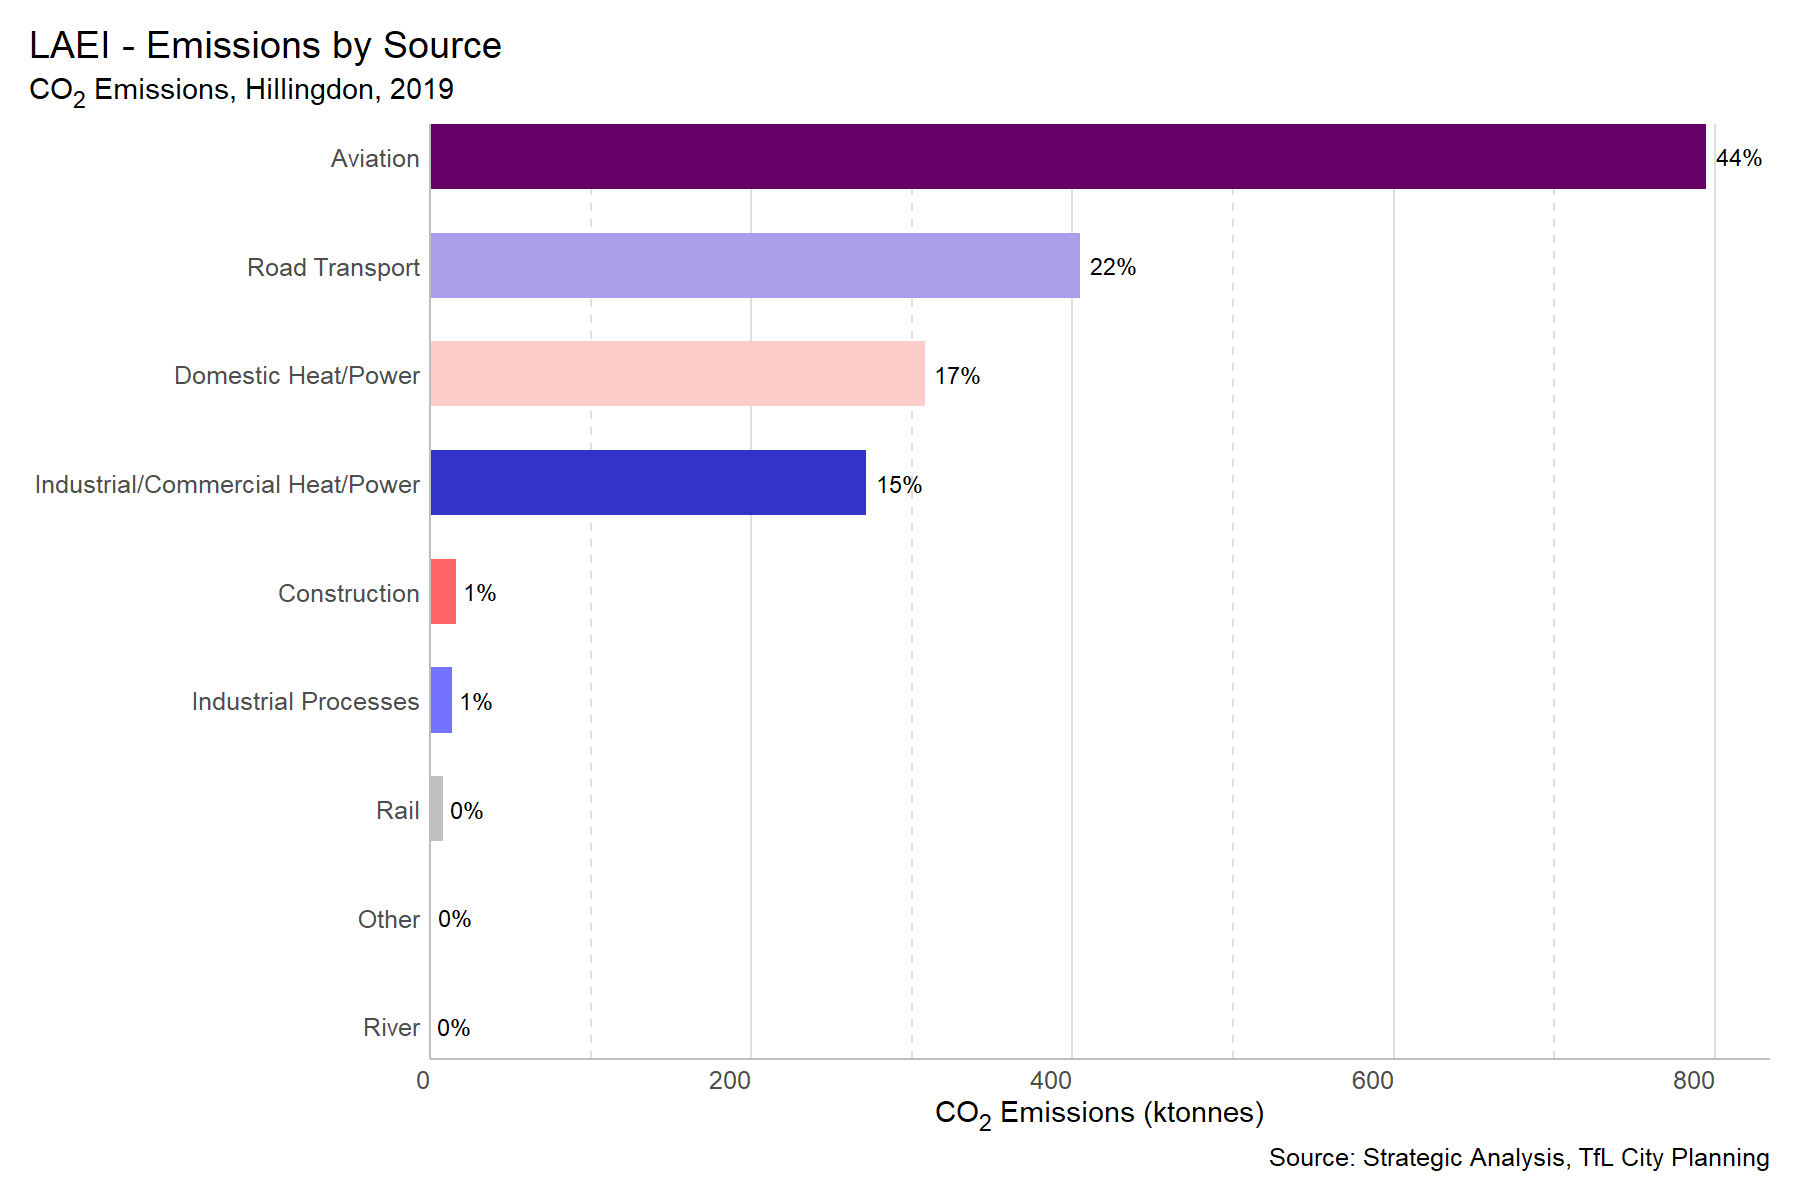 LAEI - Emissions by Source
CO₂ Emissions, Hillingdon, 2019
Aviation 44%
Road Transport 22%
Domestic Heat/Power 17%
Industrial/Commercial Heat/Power 15%
Construction 1%
Industrial Processes 1%
Rail 0%
Other 0%
River 0%
0 200 400 600 800
CO₂ Emissions (ktonnes)
Source: Strategic Analysis, TfL City Planning